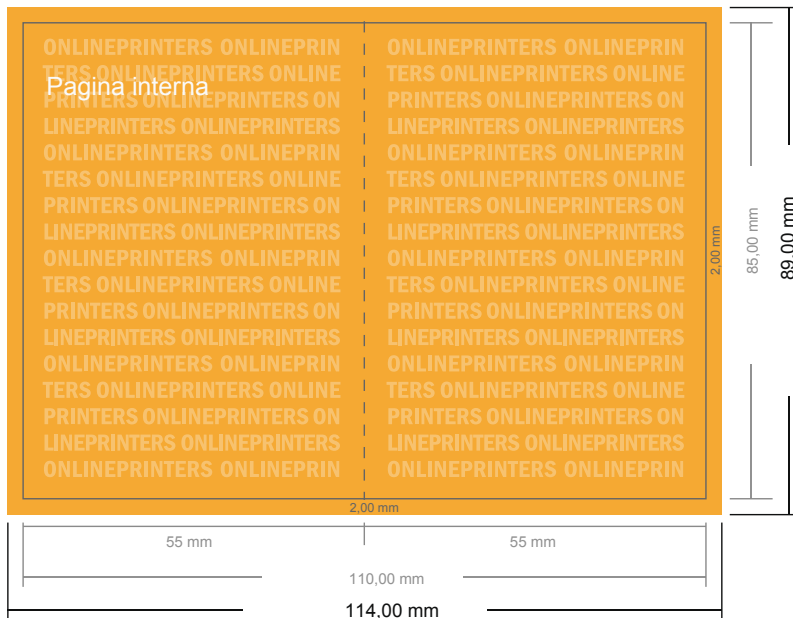 ONLINEPRINTERS ONLINEPRIN
TERS ONLINEPRINTERS ONLINE
PRINTERS ONLINEPRINTERS ON
LINEPRINTERS ONLINEPRINTERS
ONLINEPRINTERS ONLINEPRIN
TERS ONLINEPRINTERS ONLINE
PRINTERS ONLINEPRINTERS ON
LINEPRINTERS ONLINEPRINTERS
ONLINEPRINTERS ONLINEPRIN
TERS ONLINEPRINTERS ONLINE
PRINTERS ONLINEPRINTERS ON
LINEPRINTERS ONLINEPRINTERS
ONLINEPRINTERS ONLINEPRIN
TERS ONLINEPRINTERS ONLINE
PRINTERS ONLINEPRINTERS ON
LINEPRINTERS ONLINEPRINTERS
ONLINEPRINTERS ONLINEPRIN
Pagina interna
ONLINEPRINTERS ONLINEPRIN
TERS ONLINEPRINTERS ONLINE
PRINTERS ONLINEPRINTERS ON
LINEPRINTERS ONLINEPRINTERS
ONLINEPRINTERS ONLINEPRIN
TERS ONLINEPRINTERS ONLINE
PRINTERS ONLINEPRINTERS ON
LINEPRINTERS ONLINEPRINTERS
ONLINEPRINTERS ONLINEPRIN
TERS ONLINEPRINTERS ONLINE
PRINTERS ONLINEPRINTERS ON
LINEPRINTERS ONLINEPRINTERS
ONLINEPRINTERS ONLINEPRIN
TERS ONLINEPRINTERS ONLINE
PRINTERS ONLINEPRINTERS ON
LINEPRINTERS ONLINEPRINTERS
ONLINEPRINTERS ONLINEPRIN
2,00 mm
85,00 mm
89,00 mm
2,00 mm
55 mm
55 mm
110,00 mm
114,00 mm